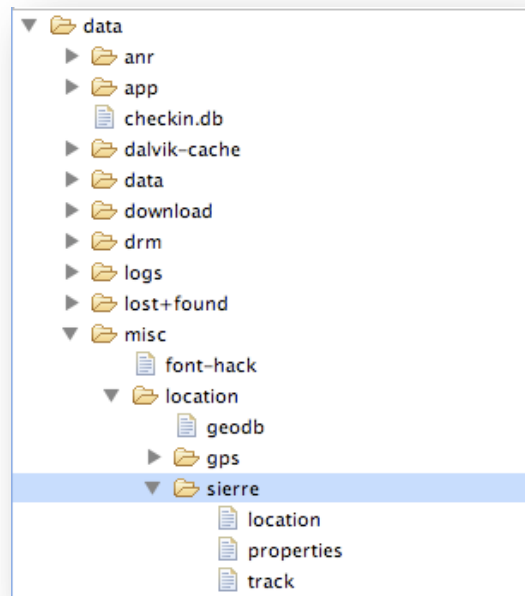 data
anr
app
checkin.db
dalvik-cache
data
download
drm
logs
lost+found
misc
font-hack
location
geodb
gps
sierre
location
properties
track